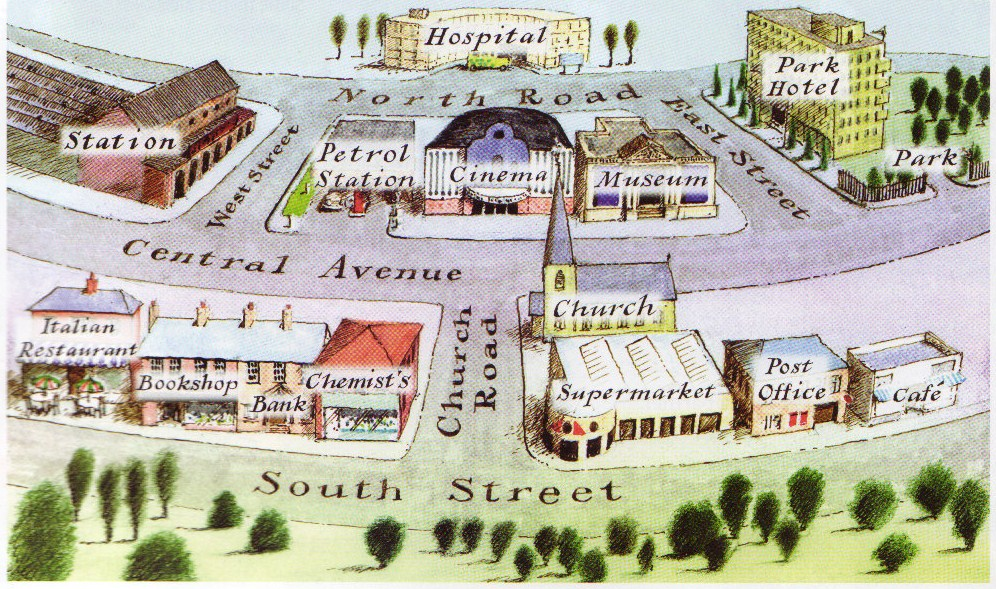 Hospital
Park
Hotel
North Road
East Street
Station
West Street
Petrol
Station
Cinema
Museum
Park
Central Avenue
Church
Italian
Restaurant
Bookshop
Bank
Chemist's
Church
Road
Supermarket
Post
Office
Café
South Street